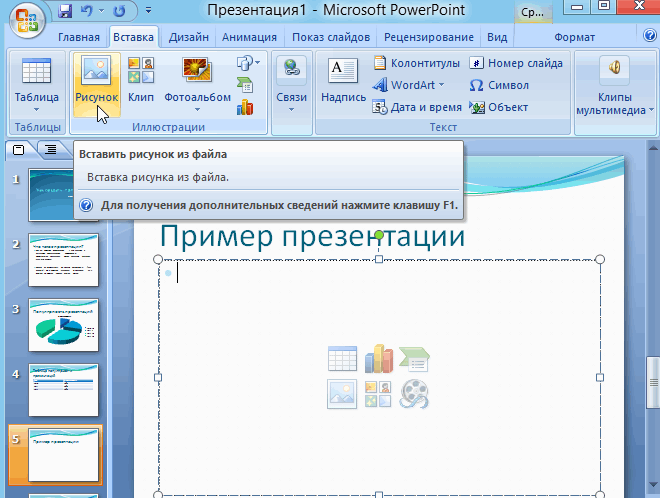 Презентация1 - Microsoft PowerPoint
Ср...
Главная Вставка Дизайн Анимация Показ слайдов Рецензирование Вид Формат
Таблица
Таблицы
Рисунок Клип Фотоальбом
Иллюстрации
Связи
Надпись
Колонтитулы
WordArt
Дата и время
Номер слайда
Символ
Объект
Текст
Клипы
мультимедиа
Вставить рисунок из файла
Вставка рисунка из файла.
Для получения дополнительных сведений нажмите клавишу F1.
1
2
3
4
5
Пример презентации
Пример презентации